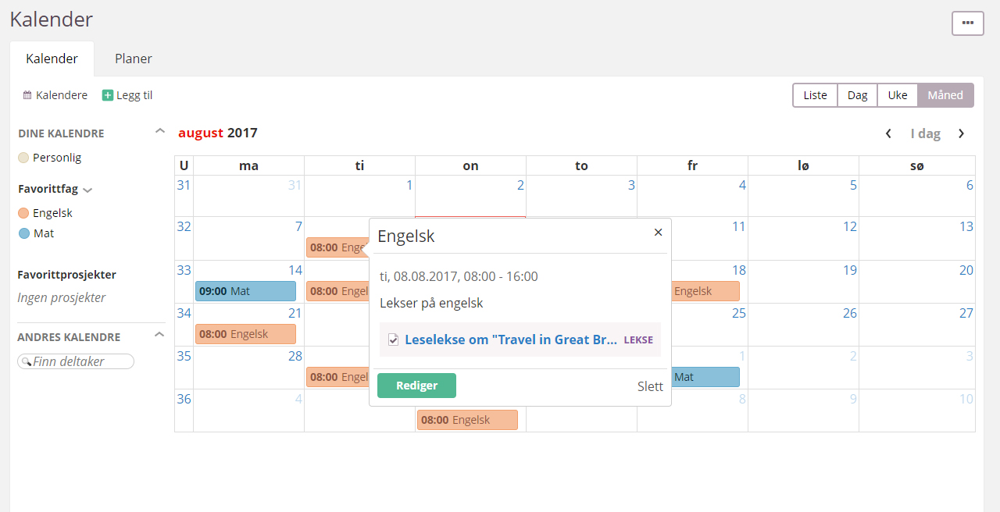 Kalender
•••
Kalender Planer
Kalendere Legg til
Liste Dag Uke Måned
DINE KALENDRE
Personlig
Favorittfag
Engelsk
Mat
Favorittprosjekter
Ingen prosjekter
ANDRES KALENDRE
Finn deltaker
august 2017
I dag
U ma ti on to fr lø sø
31 31 1 2 3 4 5 6
32 7 11 12 13
08:00
33 14 18 19 20
09:00 Mat 08:00 Engelsk
34 21 25 26 27
08:00 Engelsk
35 28 1 2 3
08:00 Mat
36 4 8 9 10
08:00 Engelsk
Engelsk ×
ti, 08.08.2017, 08:00 - 16:00
Lekser på engelsk
Leselekse om "Travel in Great Br... LEKSE
Rediger Slett